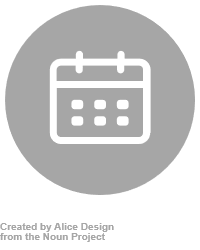 Created by Alice Design
from the Noun Project